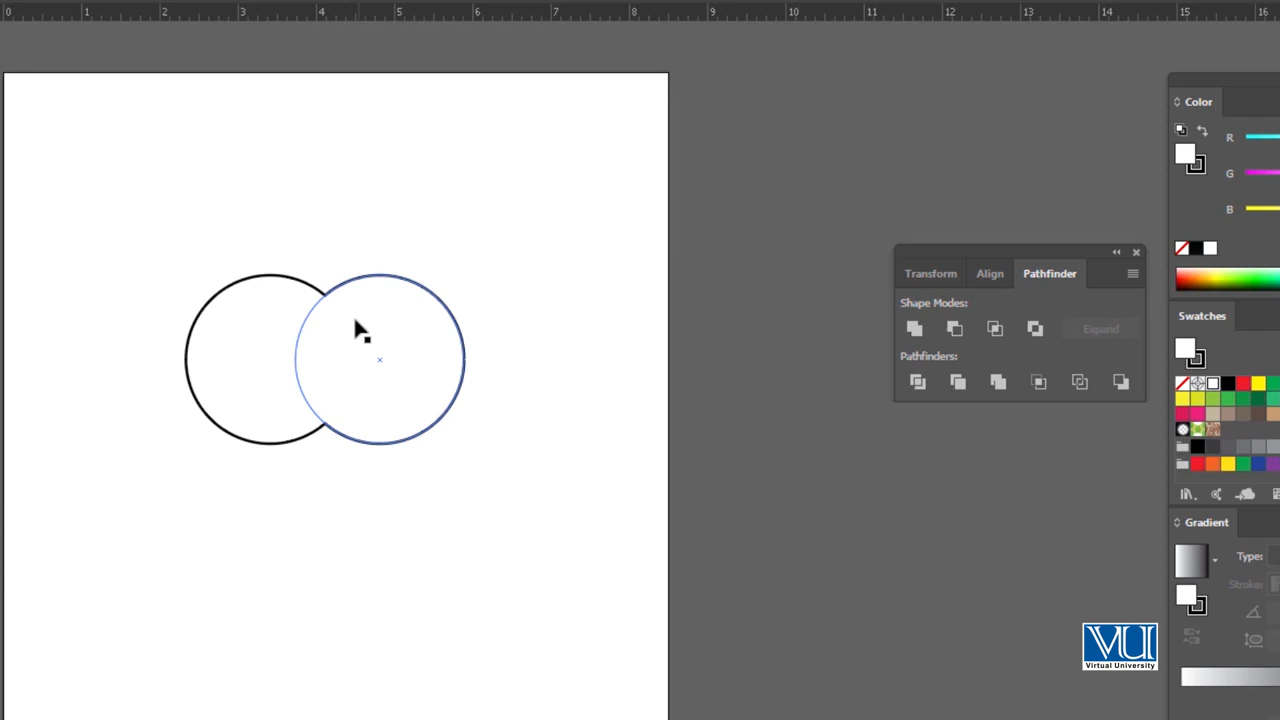 0 1 2 3 4 5 6 7 8 9 10 11 12 13 14 15 16
Color
R
G
B
Transform Align Pathfinder
Shape Modes:
Expand
Pathfinders:
Swatches
Gradient
Type:
Stroke:
VU
Virtual University